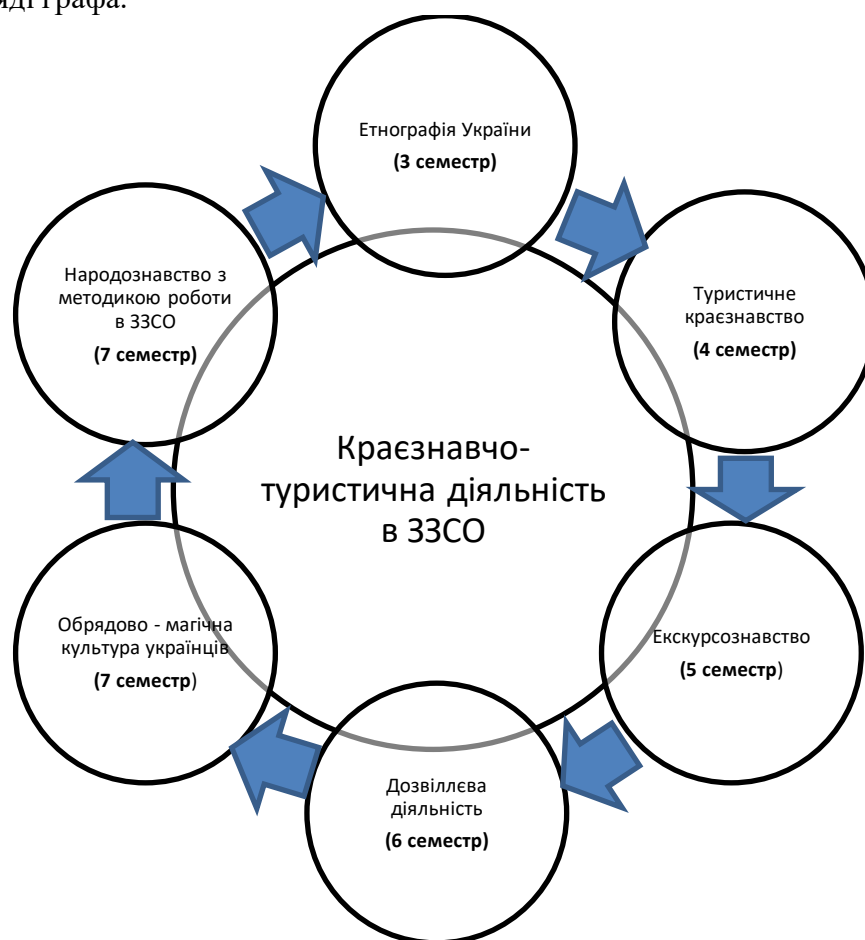 графа.
Етнографія України
(3 семестр)
Туристичне
краєзнавство
(4 семестр)
Екскурсознавство
(5 семестр)
Дозвіллєва
діяльність
(6 семестр)
Обрядово - магічна
культура українців
(7 семестр)
Народознавство з
методикою роботи
в ЗЗСО
(7 семестр)
Краєзнавчо-
туристична діяльність
в ЗЗСО